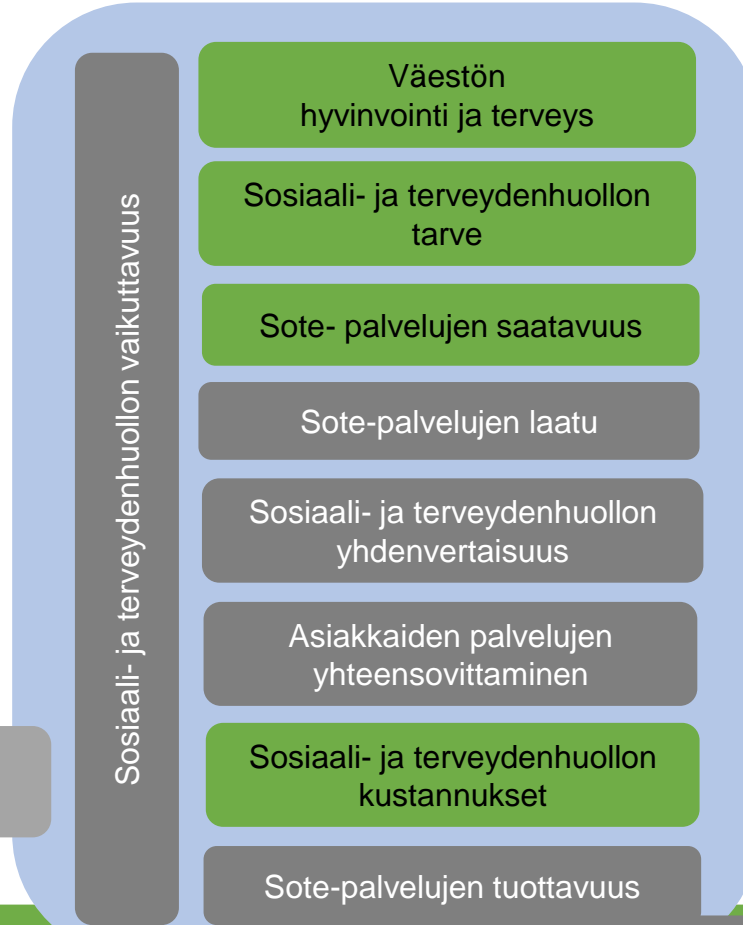 Sosiaali- ja terveydenhuollon vaikuttavuus
Väestön
hyvinvointi ja terveys
Sosiaali- ja terveydenhuollon
tarve
Sote- palvelujen saatavuus
Sote-palvelujen laatu
Sosiaali- ja terveydenhuollon
yhdenvertaisuus
Asiakkaiden palvelujen
yhteensovittaminen
Sosiaali- ja terveydenhuollon
kustannukset
Sote-palvelujen tuottavuus